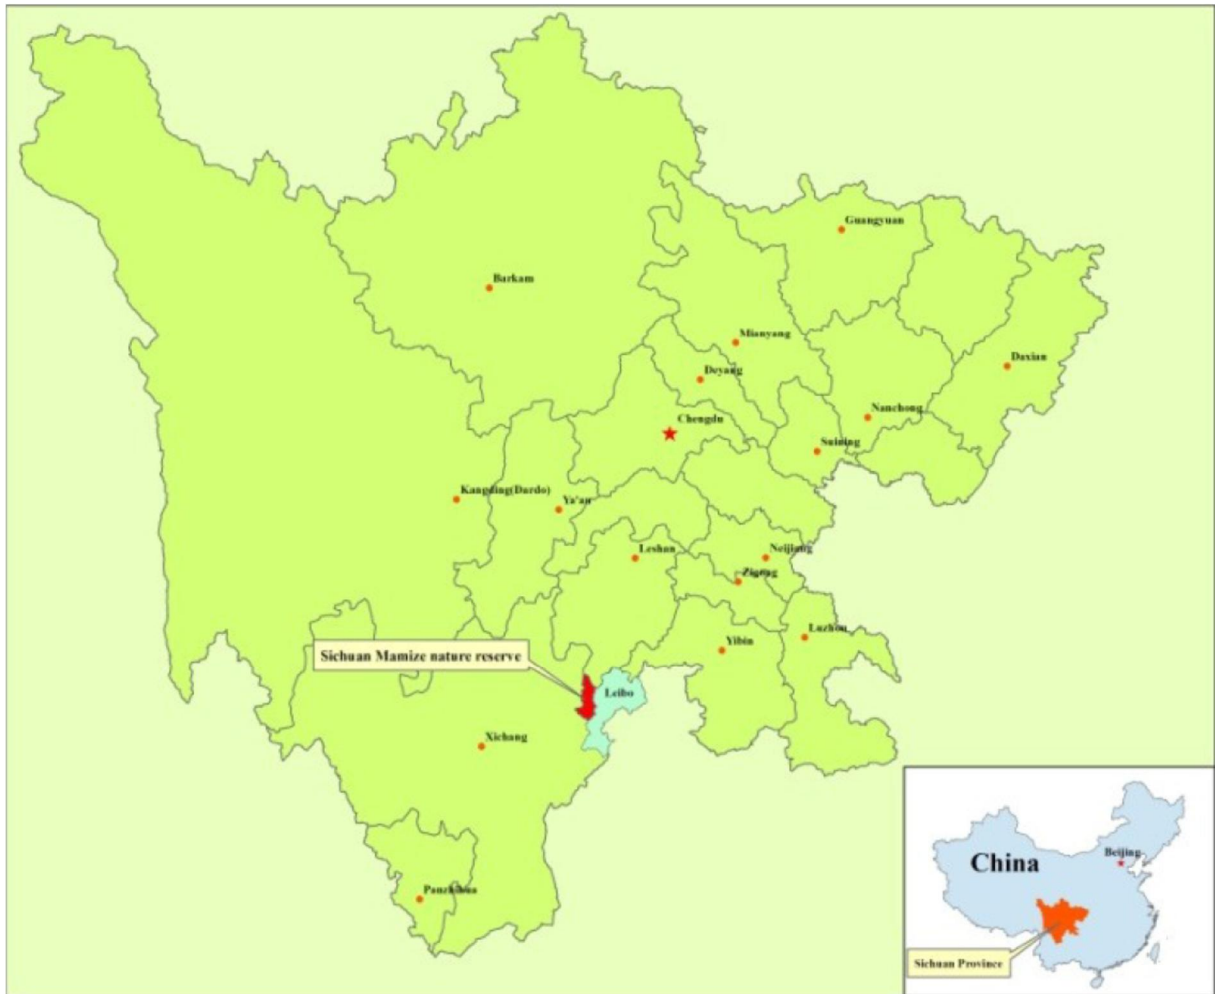 Guangyuan
Barkam
Mianyang
Daxian
Deyang
Nanchong
Chengdu
Suining
Kangding(Dardo)
Ya'an
Leshan
Neijiang
Zigong
Luzhou
Yibin
Sichuan Mamize nature reserve
Leibo
Xichang
Panzhihua
China
Beijing
Sichuan Province